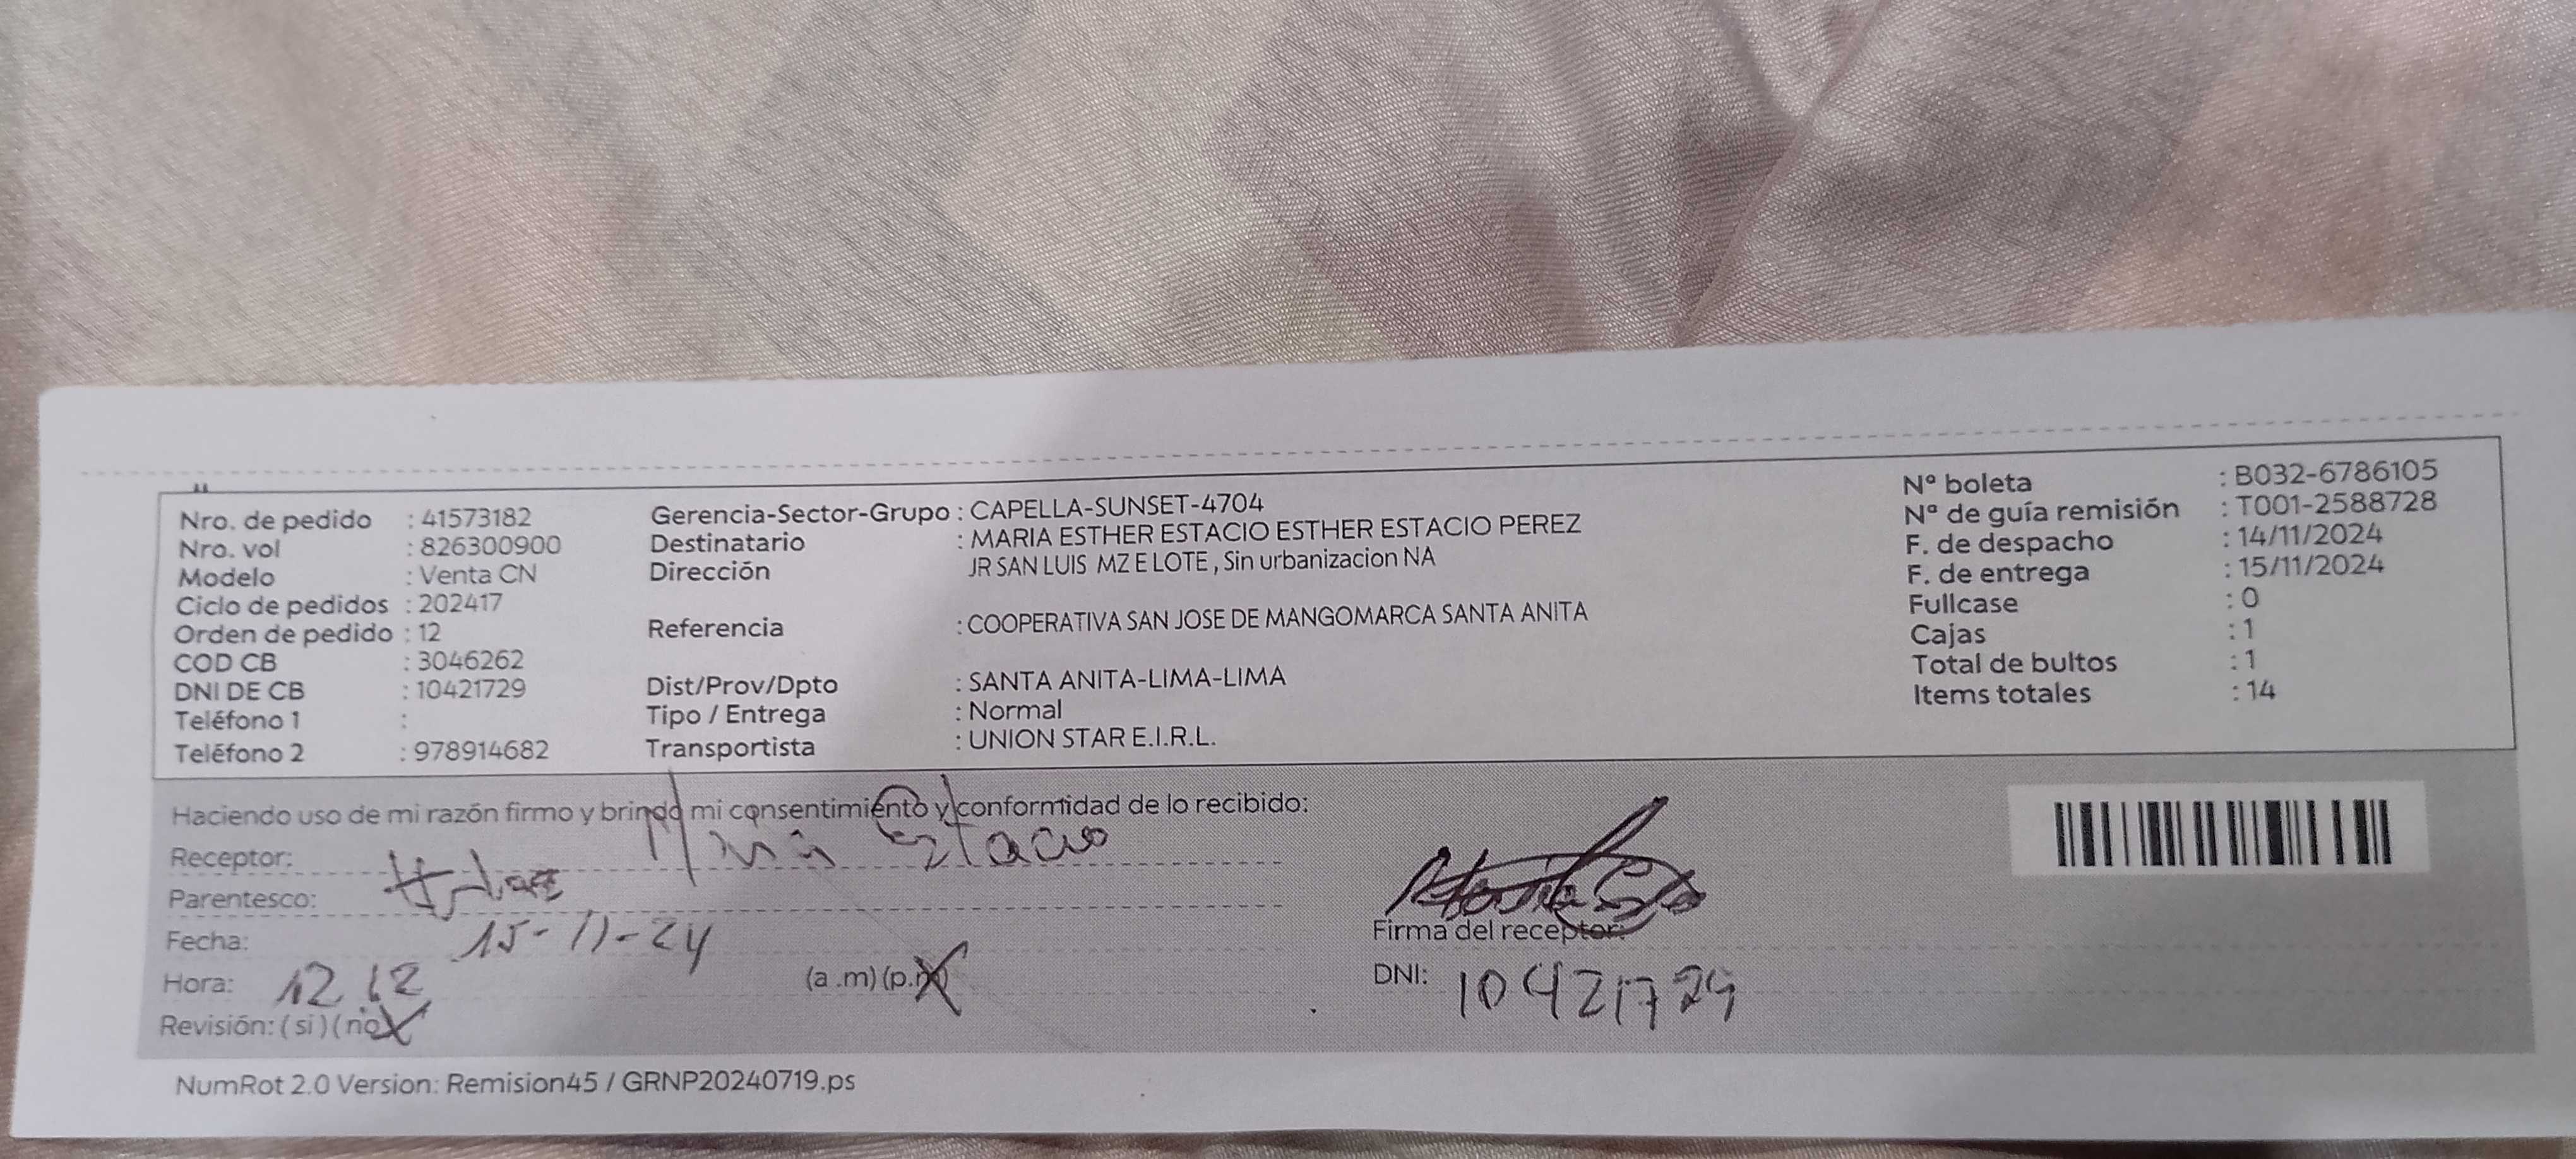 Nro. de pedido : 41573182
Nro. vol : 826300900
Modelo : Venta CN
Ciclo de pedidos : 202417
Orden de pedido : 12
COD CB : 3046262
DNI DE CB : 10421729
Teléfono 1 :
Teléfono 2 : 978914682
Gerencia-Sector-Grupo : CAPELLA-SUNSET-4704
Destinatario : MARIA ESTHER ESTACIO ESTHER ESTACIO PEREZ
Dirección JR SAN LUIS MZ E LOTE , Sin urbanizacion NA
Referencia : COOPERATIVA SAN JOSE DE MANGOMARCA SANTA ANITA
Dist/Prov/Dpto : SANTA ANITA-LIMA-LIMA
Tipo / Entrega : Normal
Transportista : UNION STAR E.I.R.L.
Nº boleta : B032-6786105
Nª de guía remisión : T001-2588728
F. de despacho : 14/11/2024
F. de entrega : 15/11/2024
Fullcase : 0
Cajas : 1
Total de bultos : 1
Items totales : 14
Haciendo uso de mi razón firmo y brindo mi consentimiento y conformidad de lo recibido:
Receptor: Estacio
Parentesco:
Fecha: 15-11-24
Hora: 12 12 (a .m) (p.m)
Revisión: ( si ) ( no )
Firma del receptor:
DNI: 10421729
NumRot 2.0 Version: Remision45 / GRNP20240719.ps